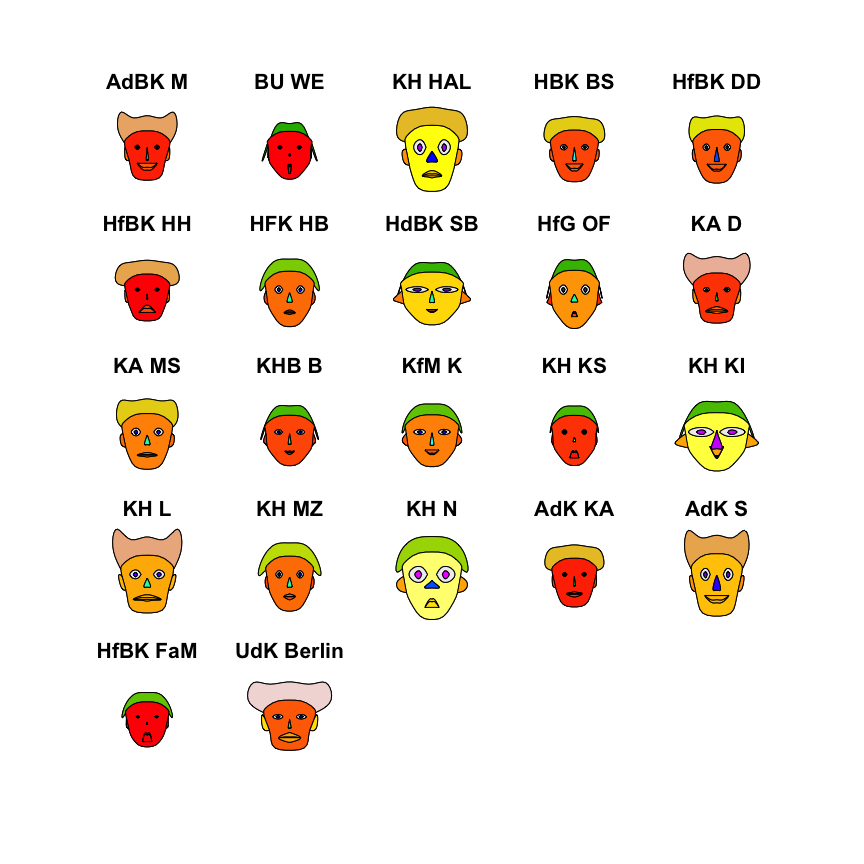 AdBK M BU WE KH HAL HBK BS HfBK DD
HfBK HH HFK HB HdBK SB HfG OF KA D
KA MS KHB B KfM K KH KS KH KI
KH L KH MZ KH N AdK KA AdK S
HfBK FaM UdK Berlin